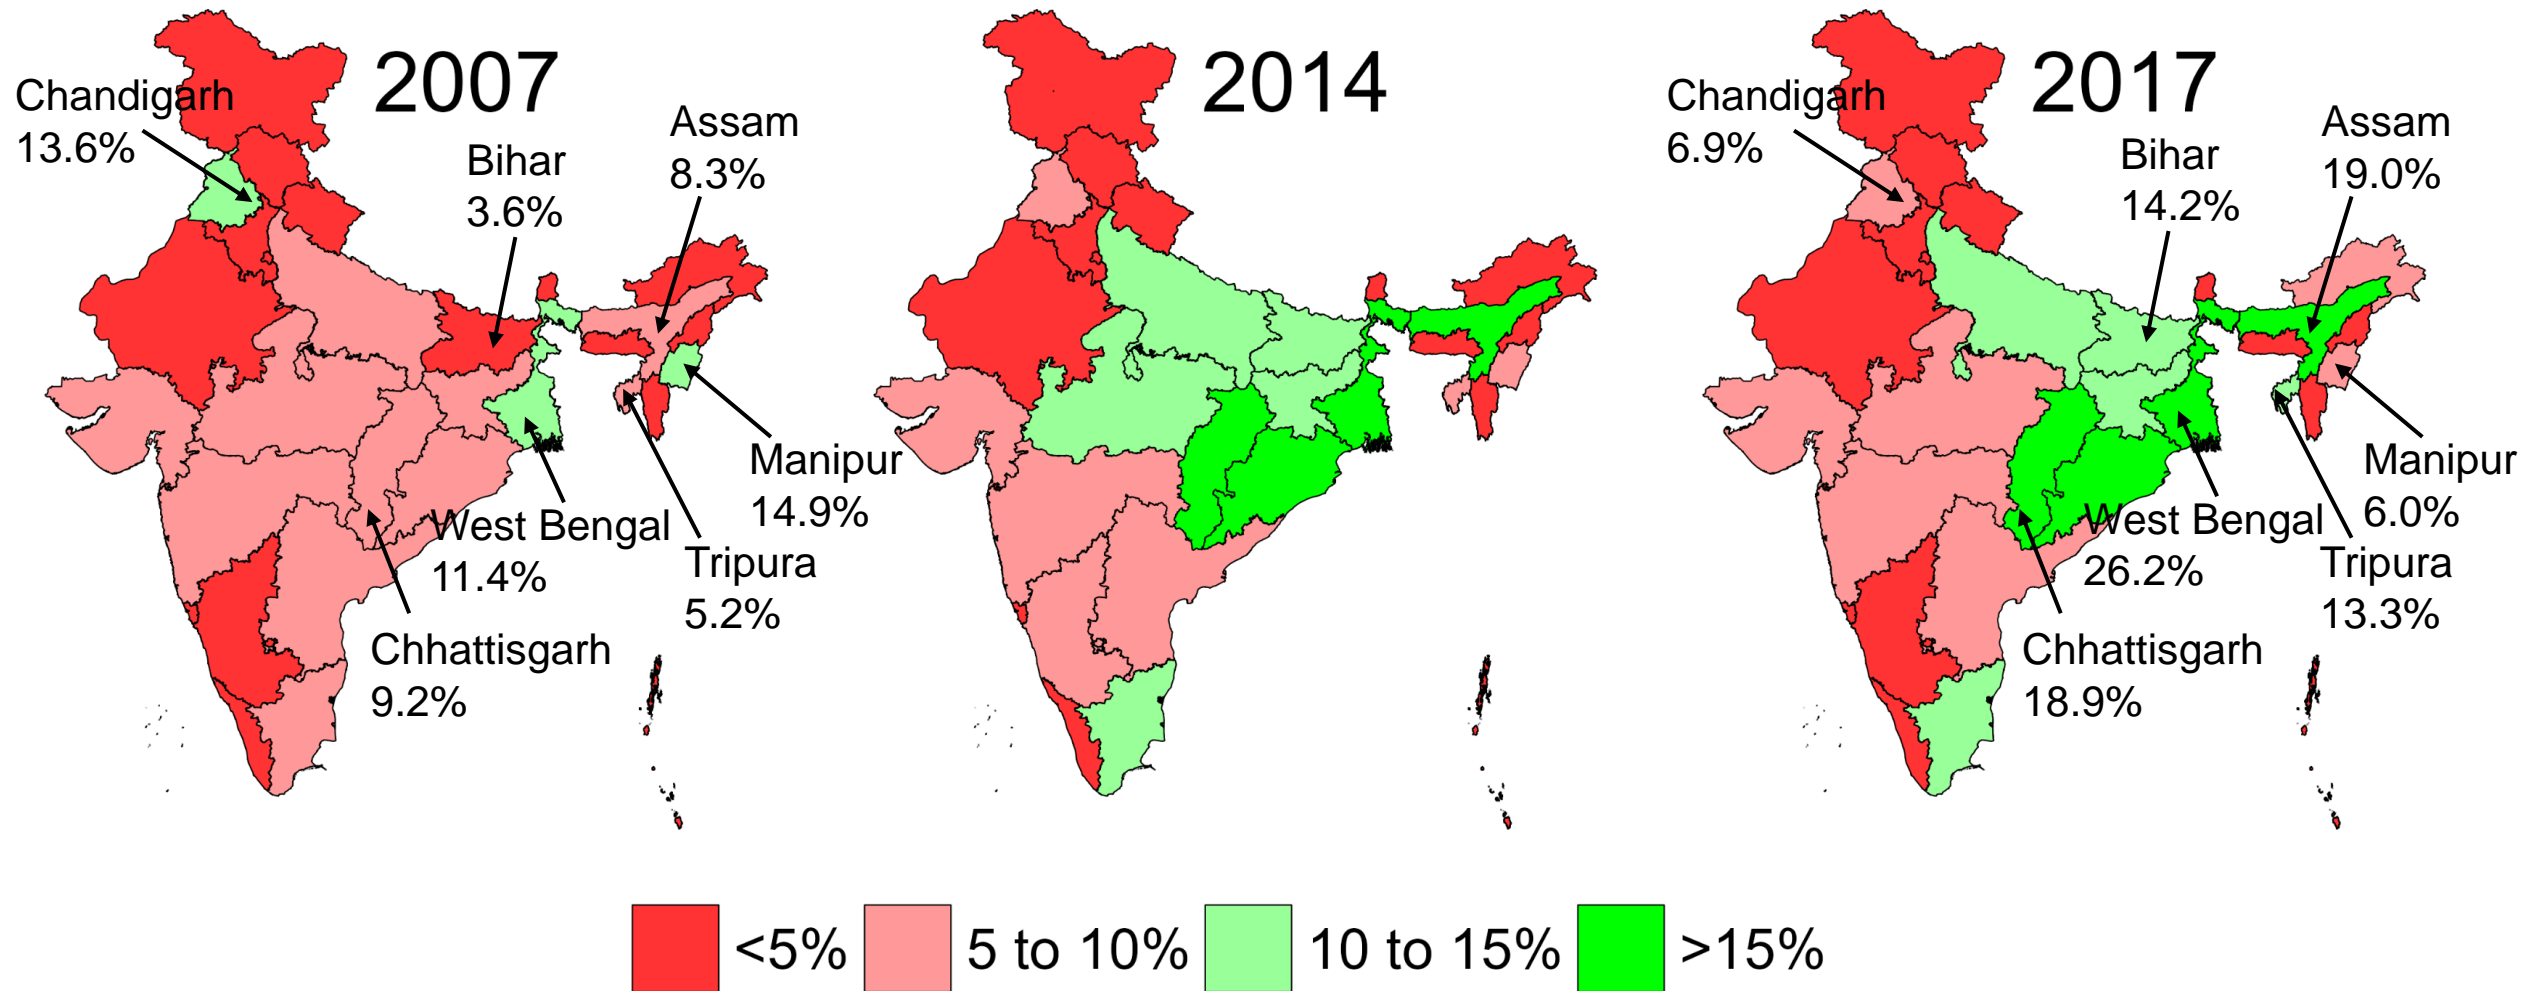 2007
Chandigarh
13.6%
Bihar
3.6%
Assam
8.3%
Manipur
14.9%
West Bengal
11.4%
Tripura
5.2%
Chhattisgarh
9.2%
2014
2017
Chandigarh
6.9%
Bihar
14.2%
Assam
19.0%
Manipur
6.0%
West Bengal
26.2%
Tripura
13.3%
Chhattisgarh
18.9%
<5%
5 to 10%
10 to 15%
>15%